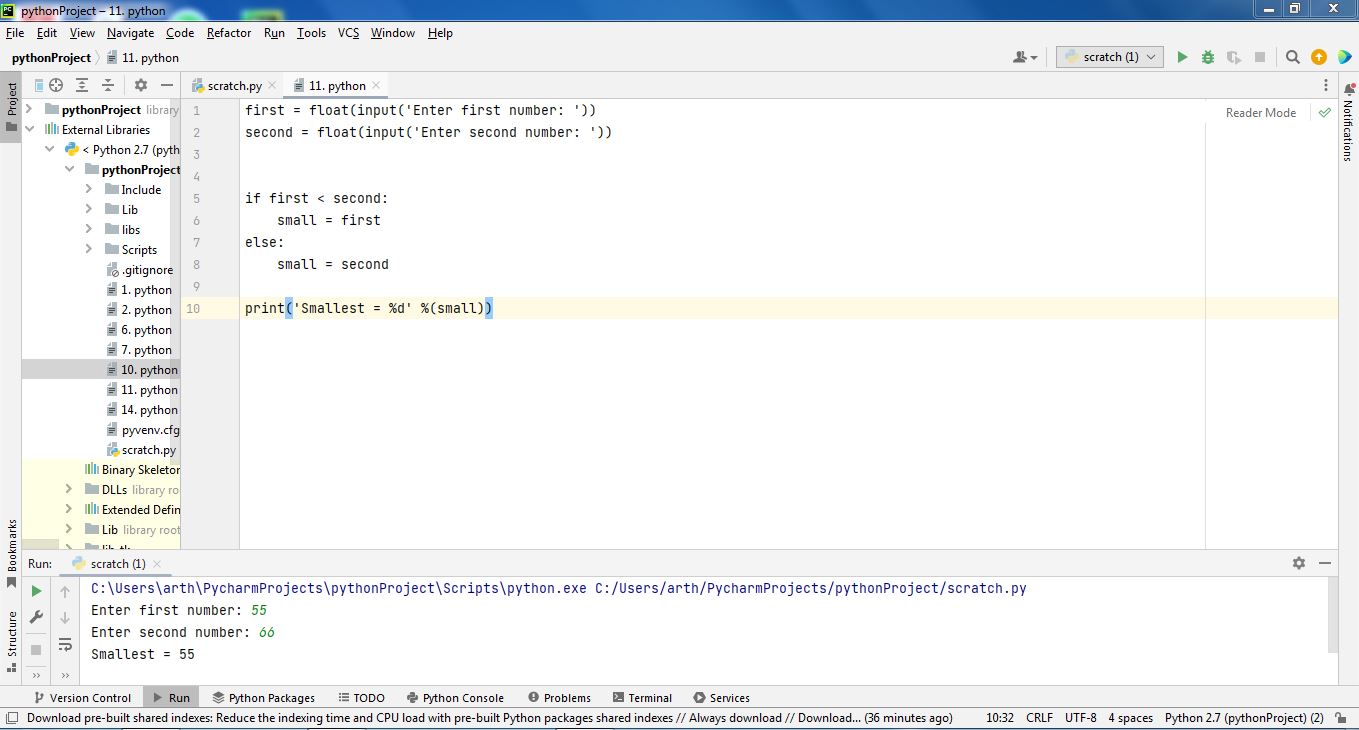 pythonProject – 11. python
File Edit View Navigate Code Refactor Run Tools VCS Window Help
pythonProject 11. python
scratch (1)
Project
scratch.py
11. python
Reader Mode
Notifications
pythonProject library
External Libraries
< Python 2.7 (pyth
pythonProject
Include
Lib
libs
Scripts
.gitignore
1. python
2. python
6. python
7. python
10. python
11. python
14. python
pyvenv.cfg
scratch.py
Binary Skeleton
DLLs library ro
Extended Defin
Lib library root
lib-tk
1 first = float(input('Enter first number: '))
2 second = float(input('Enter second number: '))
3
4
5 if first < second:
6 small = first
7 else:
8 small = second
9
10 print('Smallest = %d' %(small))
Bookmarks
Structure
Run: scratch (1)
C:\Users\arth\PycharmProjects\pythonProject\Scripts\python.exe C:/Users/arth/PycharmProjects/pythonProject/scratch.py
Enter first number: 55
Enter second number: 66
Smallest = 55
Version Control Run Python Packages TODO Python Console Problems Terminal Services
Download pre-built shared indexes: Reduce the indexing time and CPU load with pre-built Python packages shared indexes // Always download // Download... (36 minutes ago) 10:32 CRLF UTF-8 4 spaces Python 2.7 (pythonProject) (2)